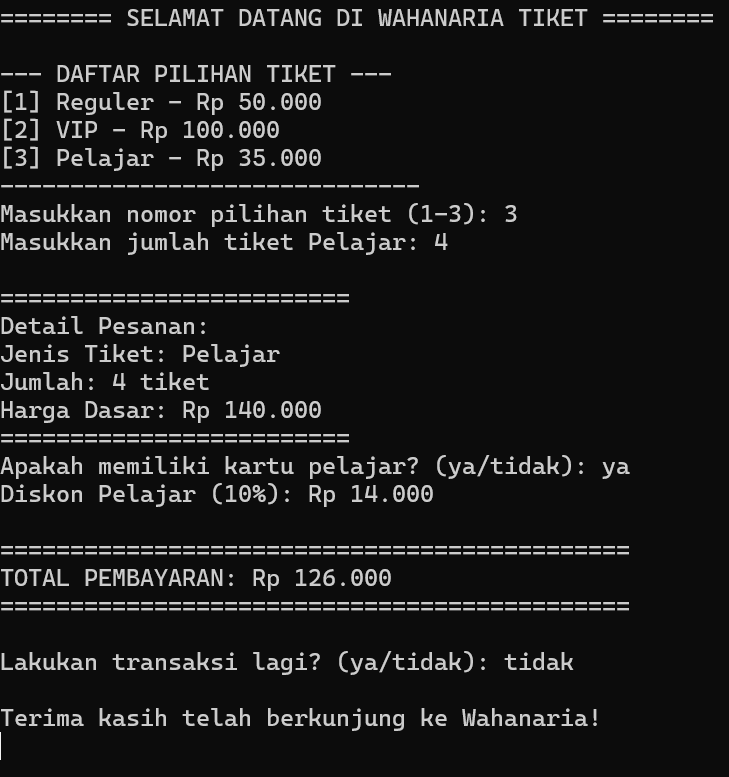 ======== SELAMAT DATANG DI WAHANARIA TIKET ========
--- DAFTAR PILIHAN TIKET ---
[1] Reguler - Rp 50.000
[2] VIP - Rp 100.000
[3] Pelajar - Rp 35.000
------------------------------
Masukkan nomor pilihan tiket (1-3): 3
Masukkan jumlah tiket Pelajar: 4
=========================
Detail Pesanan:
Jenis Tiket: Pelajar
Jumlah: 4 tiket
Harga Dasar: Rp 140.000
=========================
Apakah memiliki kartu pelajar? (ya/tidak): ya
Diskon Pelajar (10%): Rp 14.000
=============================================
TOTAL PEMBAYARAN: Rp 126.000
=============================================
Lakukan transaksi lagi? (ya/tidak): tidak
Terima kasih telah berkunjung ke Wahanaria!